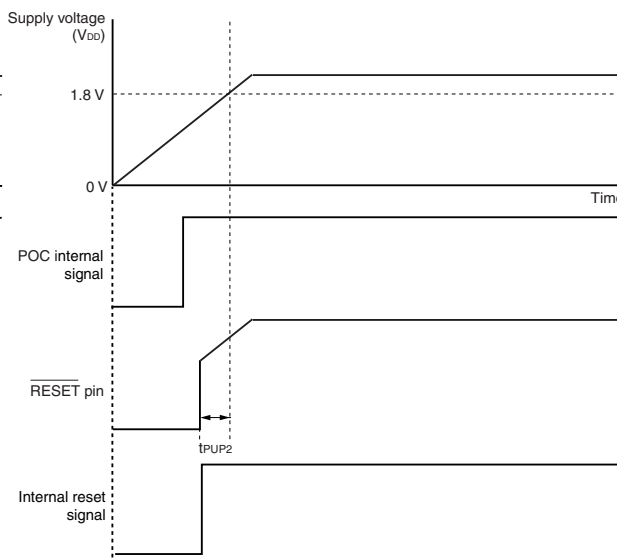 Supply voltage
(VDD)
1.8 V
0 V
Time
POC internal
signal
RESET pin
tPUP2
Internal reset
signal